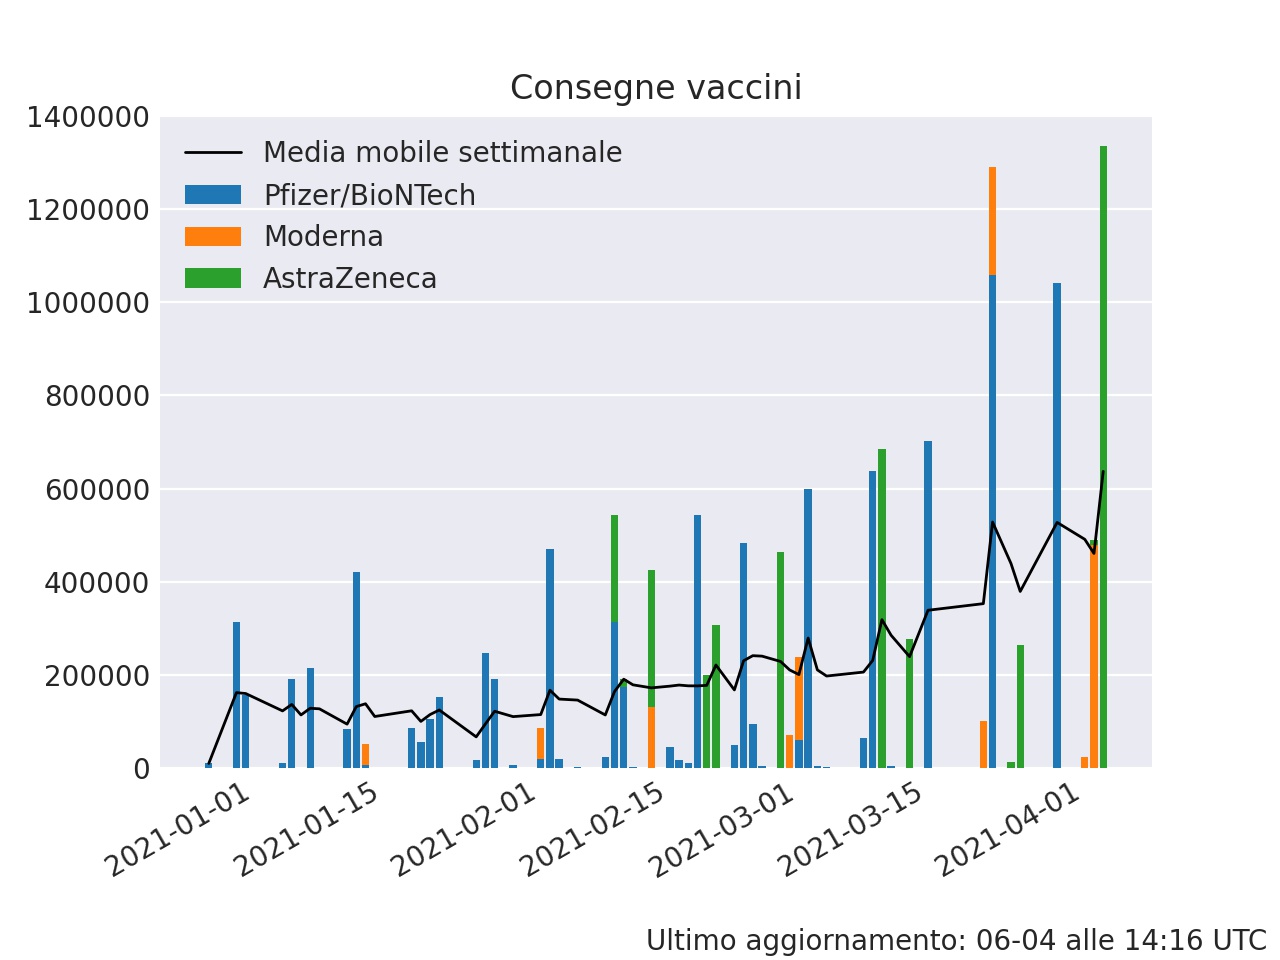 Consegne vaccini
1400000
1200000
1000000
800000
600000
400000
200000
0
Media mobile settimanale
Pfizer/BioNTech
Moderna
AstraZeneca
2021-01-01
2021-01-15
2021-02-01
2021-02-15
2021-03-01
2021-03-15
2021-04-01
Ultimo aggiornamento: 06-04 alle 14:16 UTC